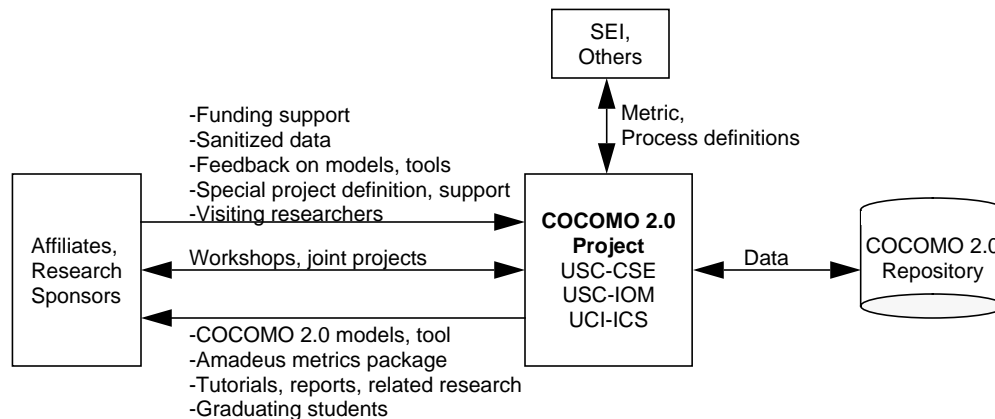 SEI,
Others
Metric,
Process definitions
-Funding support
-Sanitized data
-Feedback on models, tools
-Special project definition, support
-Visiting researchers
Affiliates,
Research
Sponsors
Workshops, joint projects
-COCOMO 2.0 models, tool
-Amadeus metrics package
-Tutorials, reports, related research
-Graduating students
COCOMO 2.0
Project
USC-CSE
USC-IOM
UCI-ICS
Data
COCOMO 2.0
Repository